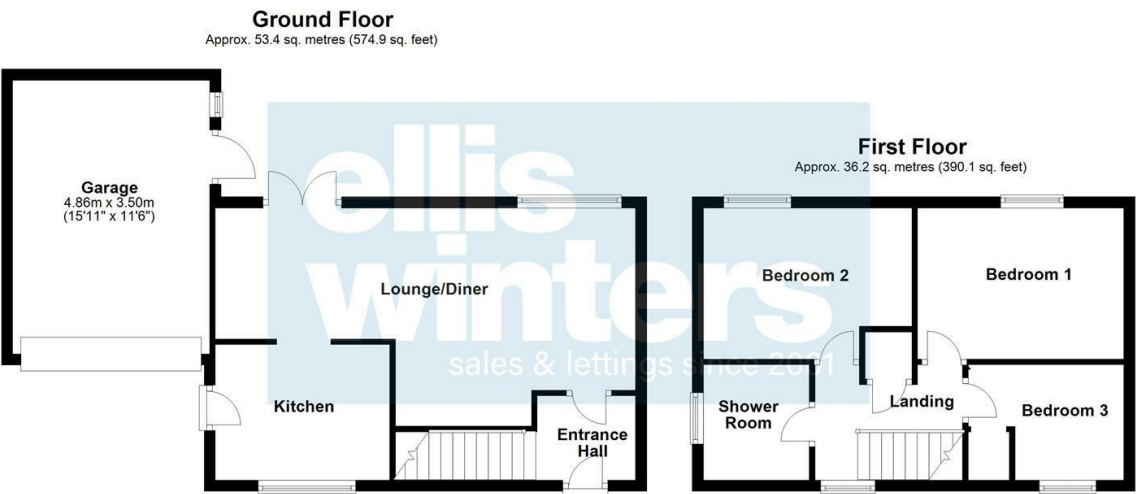 Ground Floor
Approx. 53.4 sq. metres (574.9 sq. feet)
Garage
4.86m x 3.50m
(15'11" x 11'6")
Lounge/Diner
Kitchen
Entrance
Hall
First Floor
Approx. 36.2 sq. metres (390.1 sq. feet)
Bedroom 2
Bedroom 1
Shower
Room
Landing
Bedroom 3
ellis
winters
sales & lettings since 2001